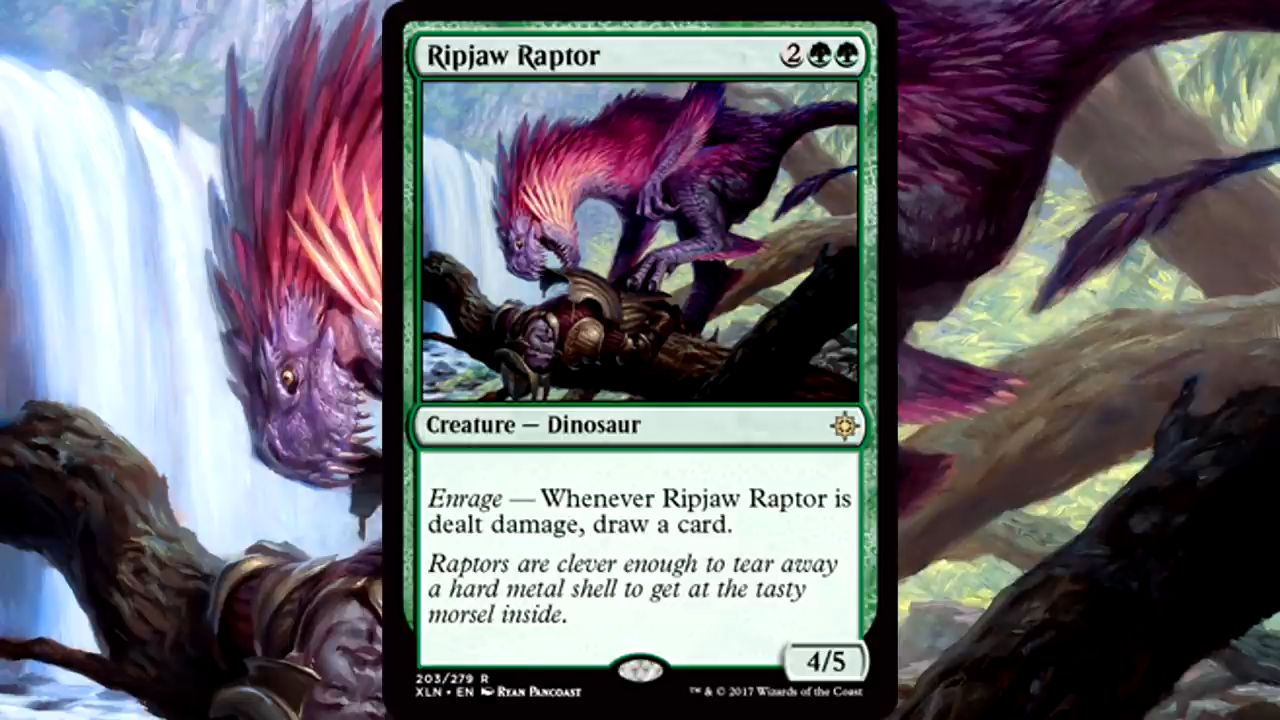 Ripjaw Raptor 2
Creature — Dinosaur
Enrage — Whenever Ripjaw Raptor is
dealt damage, draw a card.
Raptors are clever enough to tear away
a hard metal shell to get at the tasty
morsel inside.
4/5
203/279 R
XLN • EN Ryan Pancoast
™ & © 2017 Wizards of the Coast